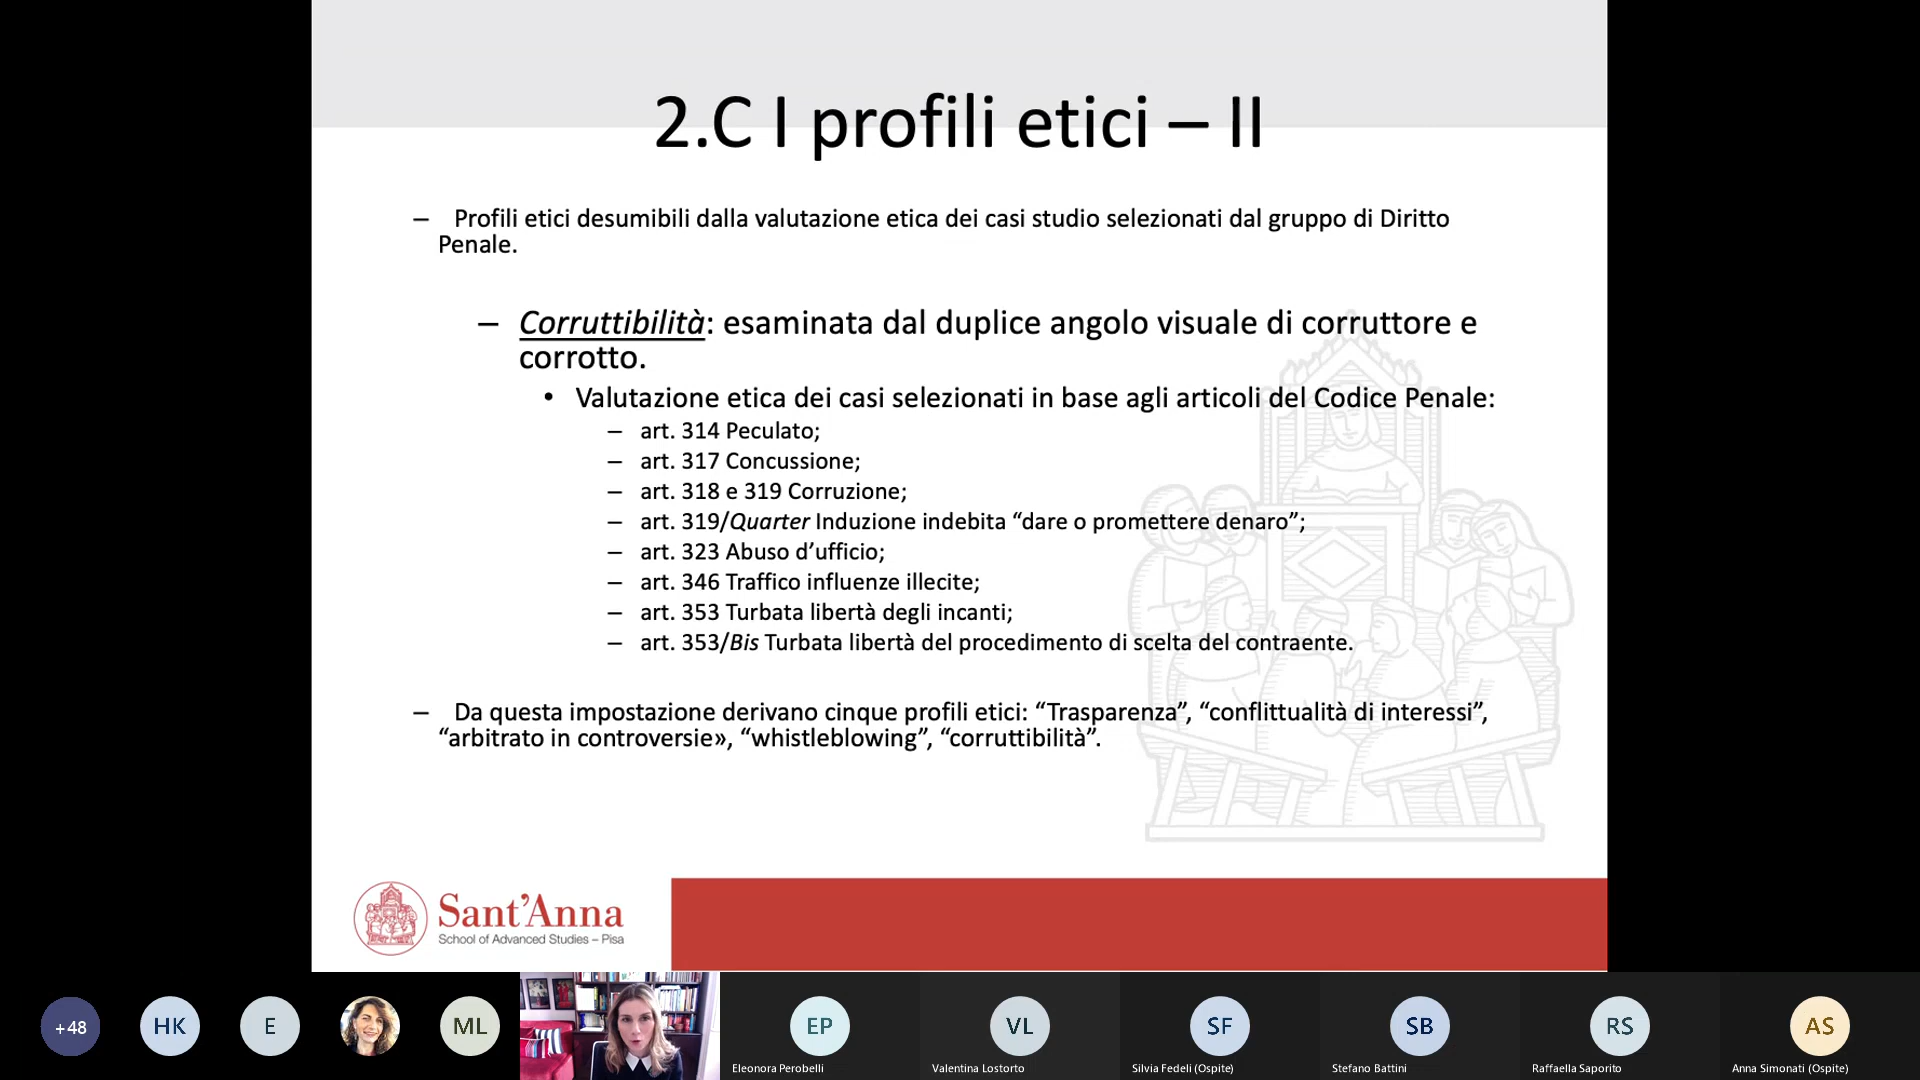 2.C I profili etici – II
– Profili etici desumibili dalla valutazione etica dei casi studio selezionati dal gruppo di Diritto
Penale.
– Corruttibilità: esaminata dal duplice angolo visuale di corruttore e
corrotto.
• Valutazione etica dei casi selezionati in base agli articoli del Codice Penale:
– art. 314 Peculato;
– art. 317 Concussione;
– art. 318 e 319 Corruzione;
– art. 319/Quarter Induzione indebita “dare o promettere denaro”;
– art. 323 Abuso d’ufficio;
– art. 346 Traffico influenze illecite;
– art. 353 Turbata libertà degli incanti;
– art. 353/Bis Turbata libertà del procedimento di scelta del contraente.
– Da questa impostazione derivano cinque profili etici: “Trasparenza”, “conflittualità di interessi”,
“arbitrato in controversie», “whistleblowing”, “corruttibilità”.
Sant’Anna
School of Advanced Studies – Pisa
+48
HK
E
ML
EP
VL
SF
SB
RS
AS
Eleonora Perobelli
Valentina Lostorto
Silvia Fedeli (Ospite)
Stefano Battini
Raffaella Saporito
Anna Simonati (Ospite)